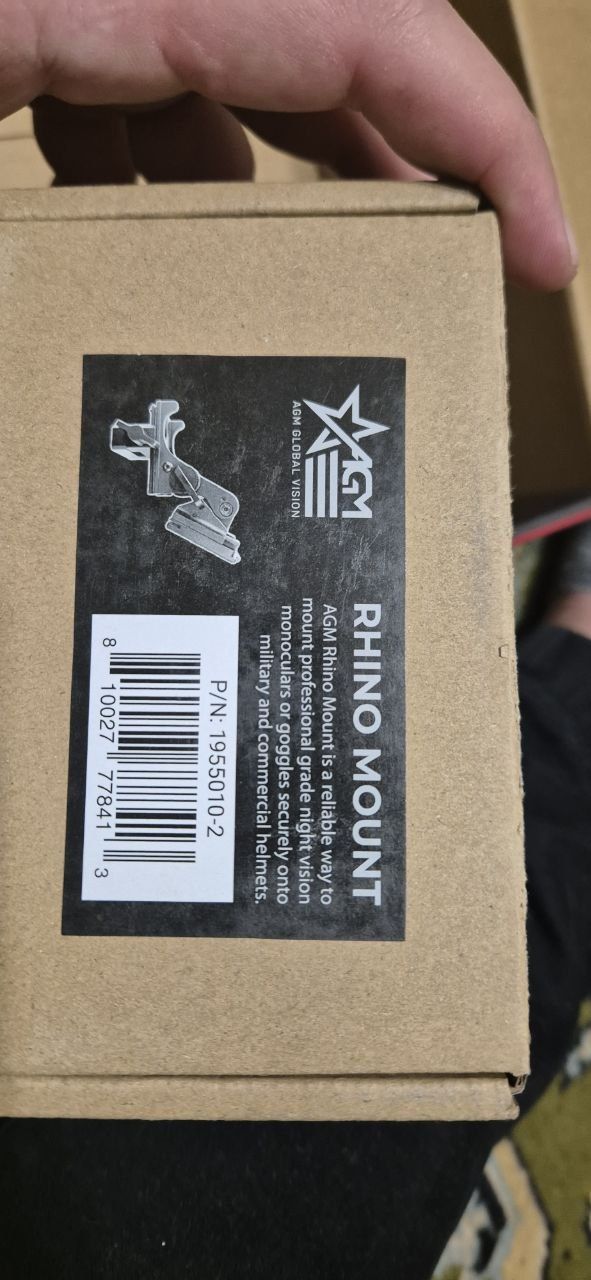 AGM
AGM GLOBAL VISION
RHINO MOUNT
AGM Rhino Mount is a reliable way to
mount professional grade night vision
monoculars or goggles securely onto
military and commercial helmets.
P/N: 1955010-2
8 10027 77841 3